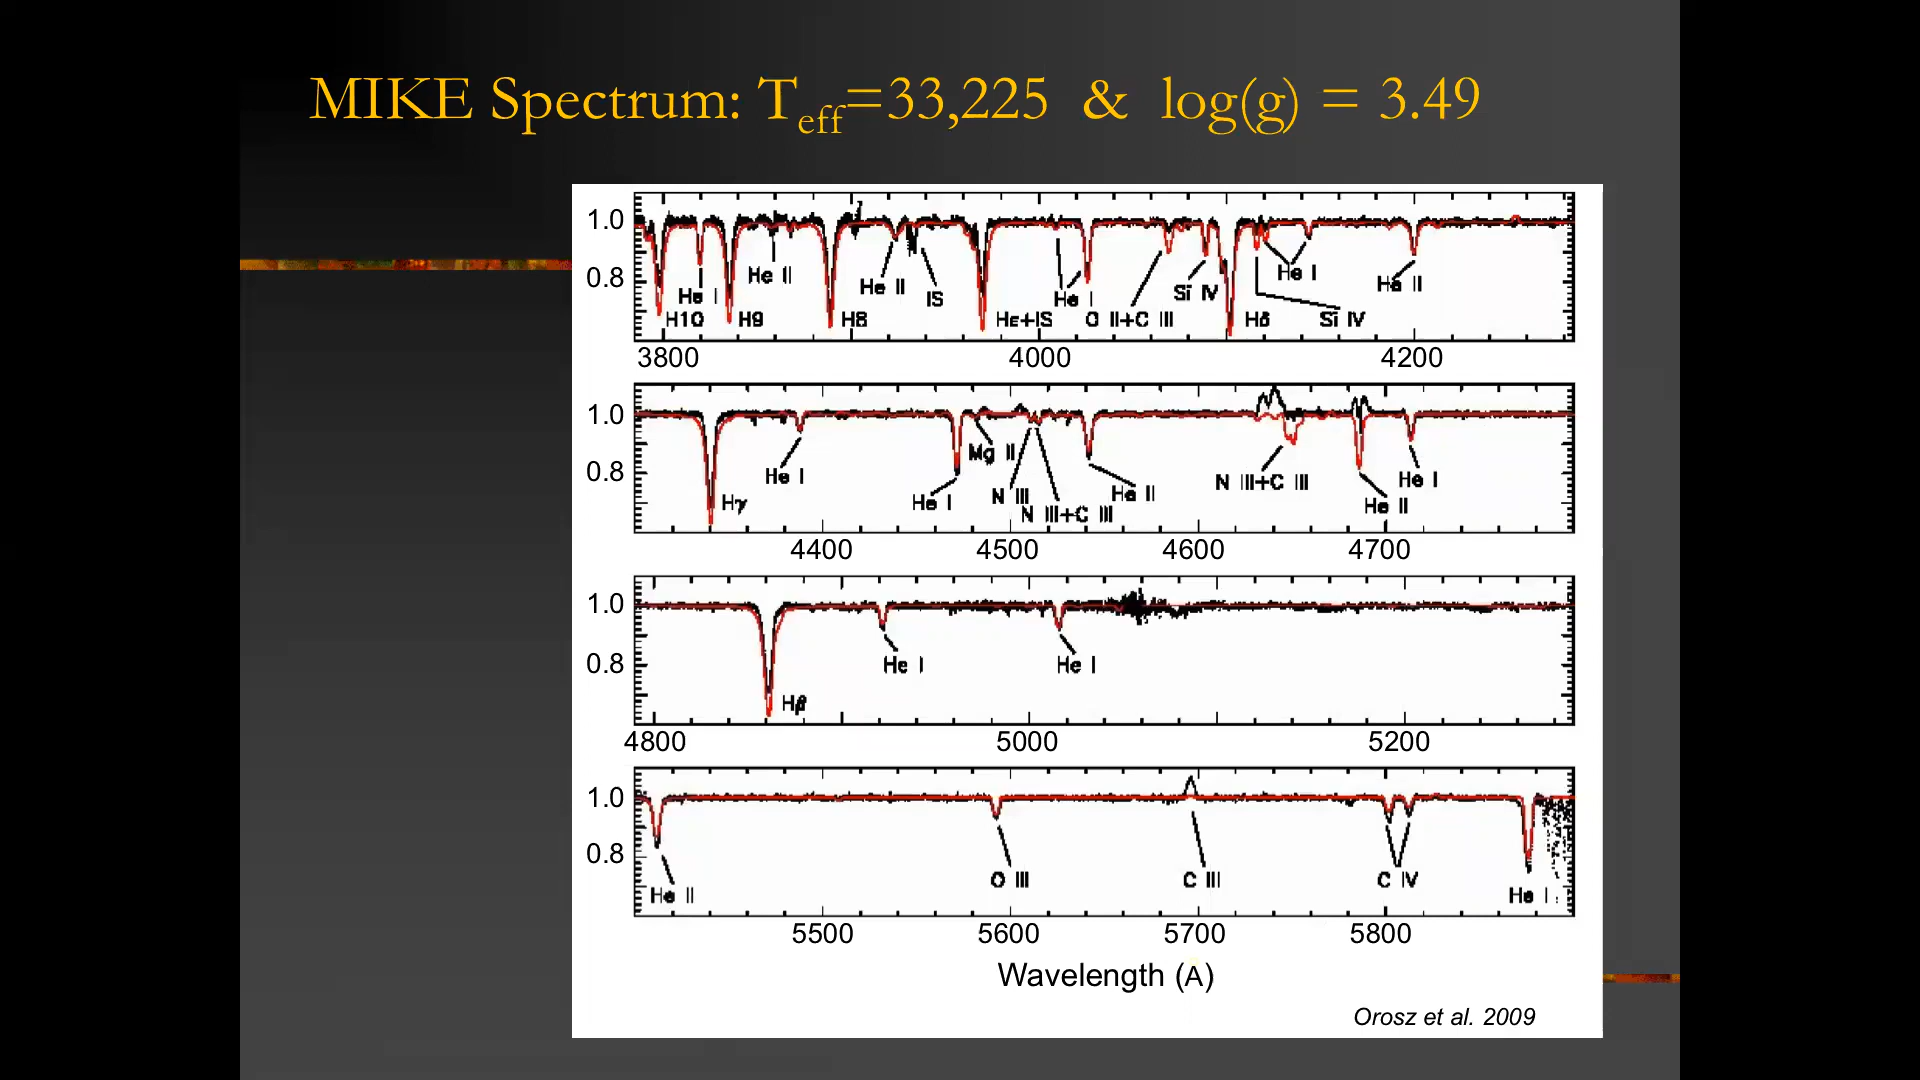 MIKE Spectrum: Teff=33,225 & log(g) = 3.49
1.0
0.8
He I
He II
He II
IS
He I
Si IV
He I
He II
H10
H9
H8
Hε+IS
O II+C III
Hδ
Si IV
3800 4000 4200
1.0
0.8
Hγ
He I
He I
Mg II
N III
N III+C III
He II
N III+C III
He II
He I
4400 4500 4600 4700
1.0
0.8
Hβ
He I
He I
4800 5000 5200
1.0
0.8
He II
O III
C III
C IV
He I
5500 5600 5700 5800
Wavelength (A)
Orosz et al. 2009